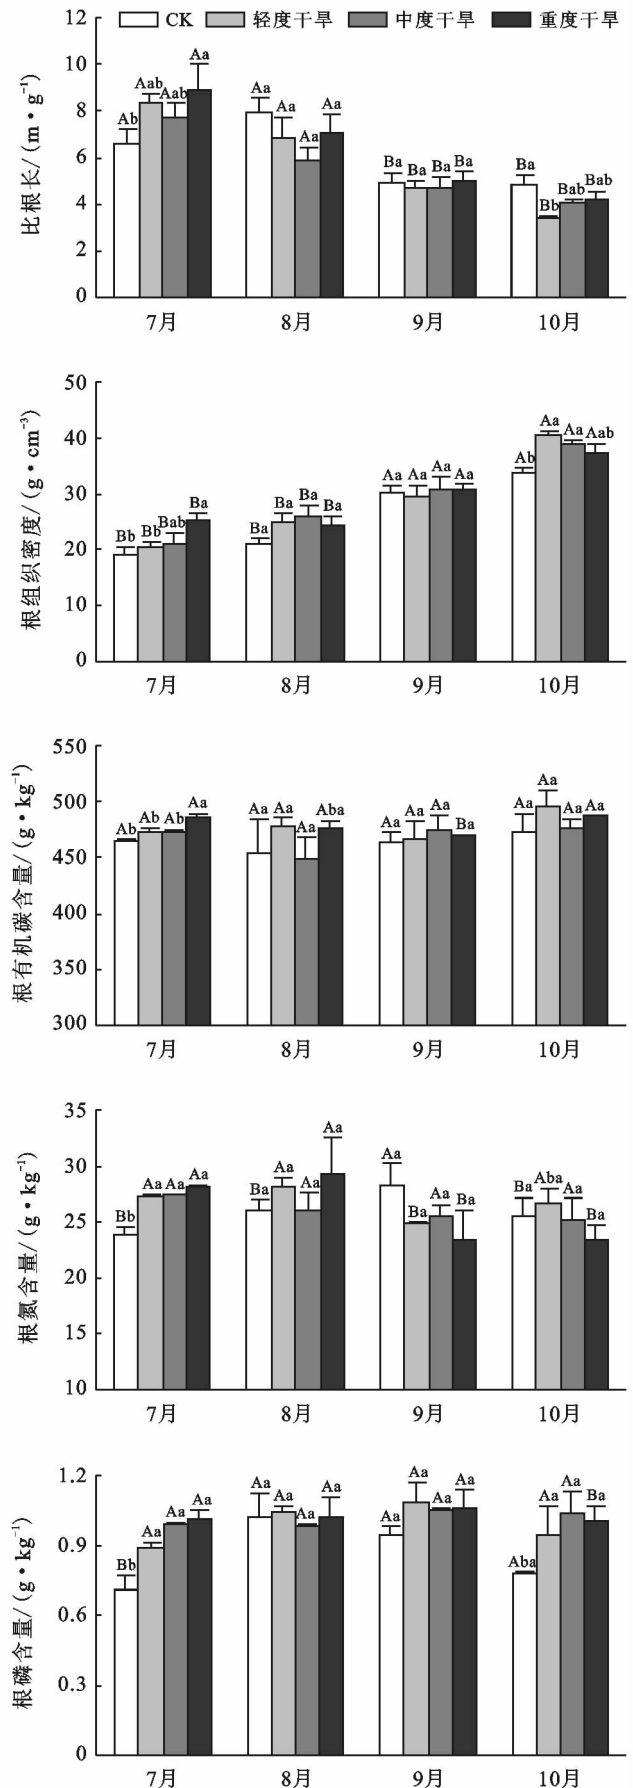 12
CK 轻度干旱 中度干旱 重度干旱
10
8
6
4
2
0
比根长/(m·g⁻¹)
Ab Aab Aab Aa
Aa Aa Aa Aa
Ba Ba Ba Ba
Ba Bb Bab Bab
7月 8月 9月 10月
50
40
30
20
10
0
根组织密度/(g·cm⁻³)
Bb Bb Bab Ba
Ba Ba Ba Ba
Aa Aa Aa Aa
Ab Aa Aa Aab
7月 8月 9月 10月
550
500
450
400
350
300
根有机碳含量/(g·kg⁻¹)
Ab Ab Ab Aa
Aa Aa Aa Aba
Aa Aa Aa Ba
Aa Aa Aa Aa
7月 8月 9月 10月
35
30
25
20
15
10
根氮含量/(g·kg⁻¹)
Bb Aa Aa Aa
Ba Aa Aa Aa
Aa Ba Aa Ba
Ba Aba Aa Ba
7月 8月 9月 10月
1.2
0.9
0.6
0.3
0
根磷含量/(g·kg⁻¹)
Bb Aa Aa Aa
Aa Aa Aa Aa
Aa Aa Aa Aa
Aba Aa Aa Ba
7月 8月 9月 10月